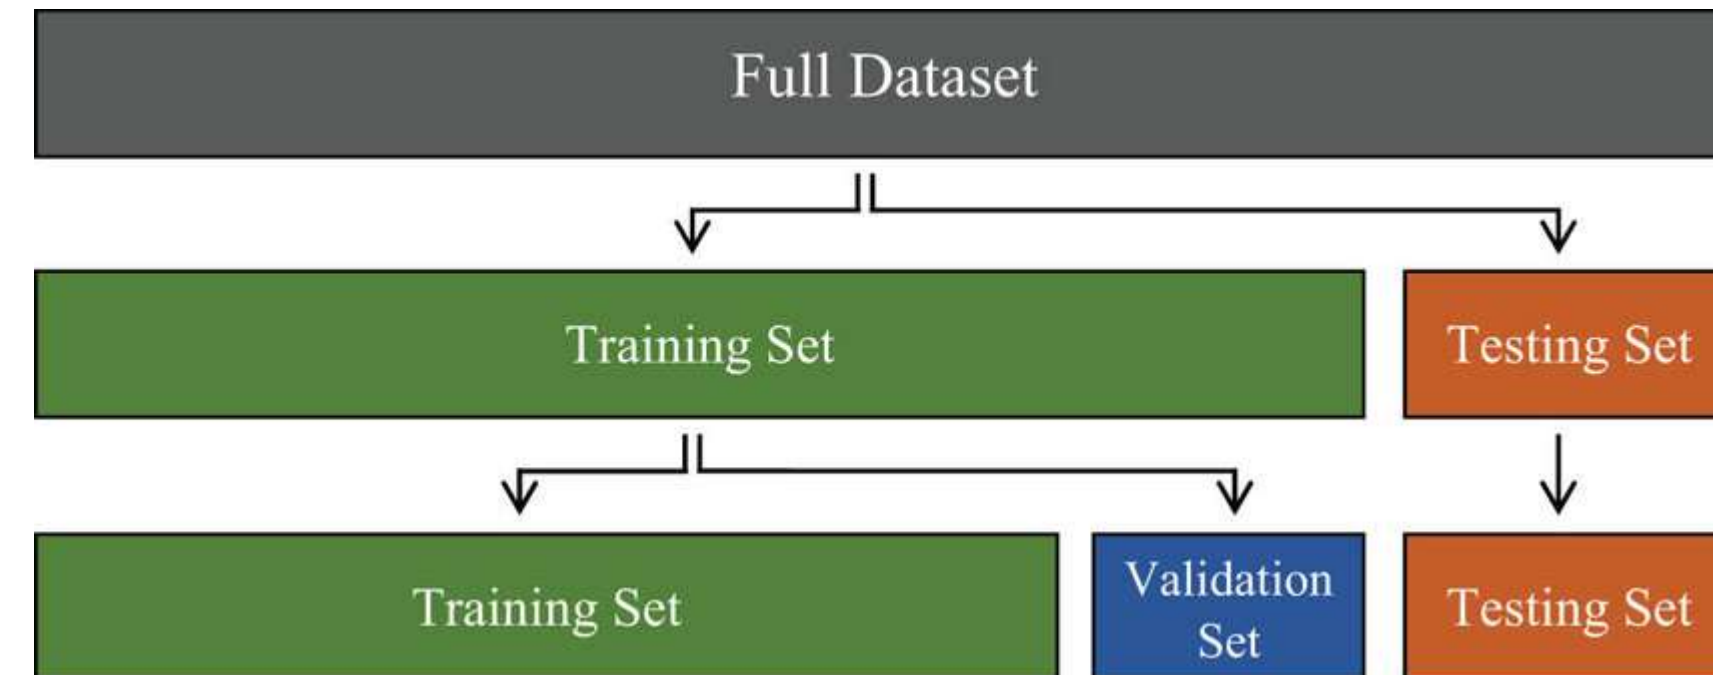 Full Dataset
Training Set
Testing Set
Training Set
Validation
Set
Testing Set